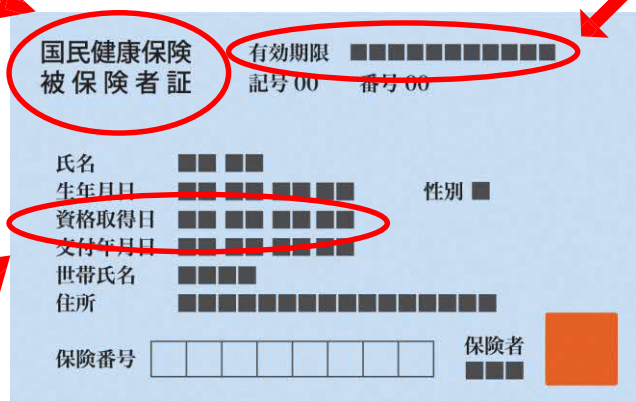 国民健康保険
被保険者証
有効期限 ■■■■■■■■■■■
記号 00 番号 00
氏名 ■■ ■■
生年月日 ■■ ■■ ■■ ■■ 性別 ■
資格取得日 ■■ ■■ ■■ ■■
交付年月日 ■■ ■■ ■■ ■■
世帯氏名 ■■■■
住所 ■■■■■■■■■■■■■■■■■
保険番号
保険者
■■■